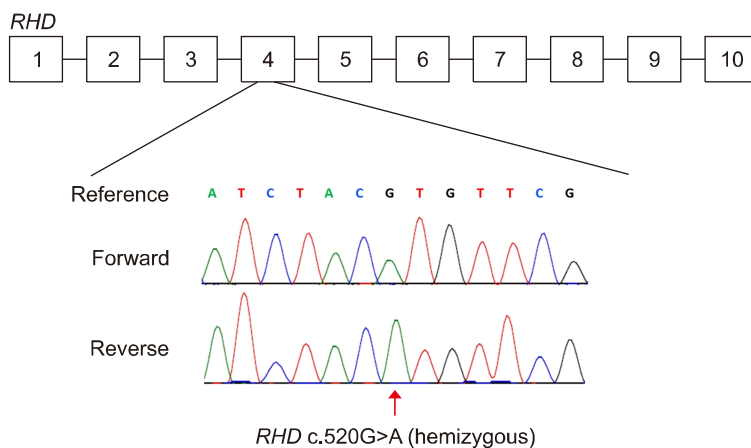 RHD
1 2 3 4 5 6 7 8 9 10
Reference A T C T A C G T G T T C G
Forward
Reverse
RHD c.520G>A (hemizygous)